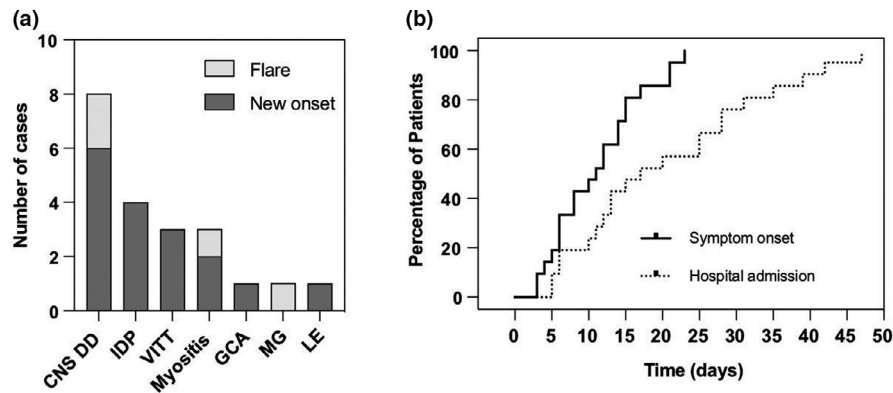 (a)
Number of cases
10
8
6
4
2
0
Flare
New onset
CNS DD
IDP
VITT
Myositis
GCA
MG
LE
(b)
Percentage of Patients
100
80
60
40
20
0
Symptom onset
Hospital admission
0 5 10 15 20 25 30 35 40 45 50
Time (days)